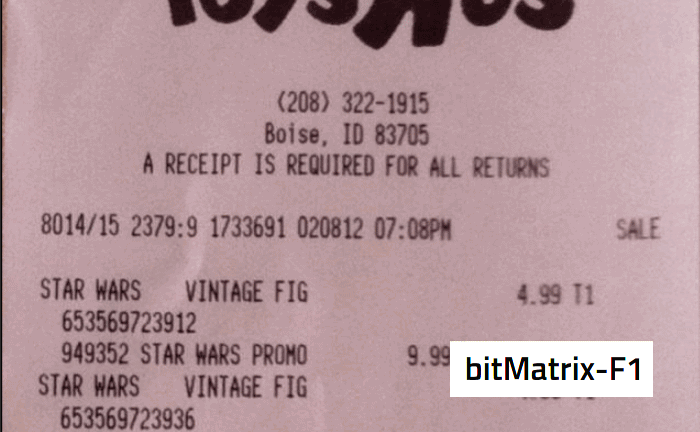 TOYSЯUS
(208) 322-1915
Boise, ID 83705
A RECEIPT IS REQUIRED FOR ALL RETURNS
8014/15 2379:9 1733691 020812 07:08PM SALE
STAR WARS VINTAGE FIG 4.99 T1
653569723912
949352 STAR WARS PROMO 9.99
bitMatrix-F1
STAR WARS VINTAGE FIG
653569723936